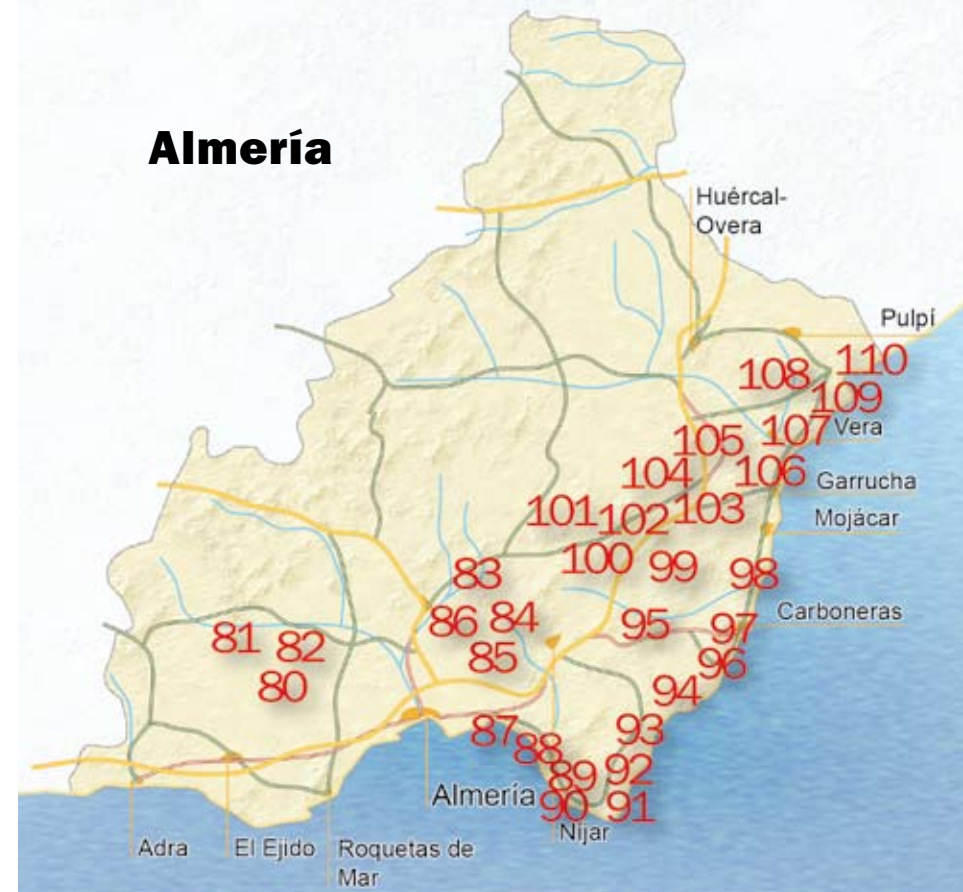 Almería
Huércal-
Overa
Pulpí
110
108
109
107
Vera
105
106
104
Garrucha
103
101
102
Mojácar
100
99
98
83
Carboneras
84
86
95
97
81
82
85
96
80
94
87
93
88
92
89
Almería
90
91
Níjar
Adra
El Ejido
Roquetas de
Mar